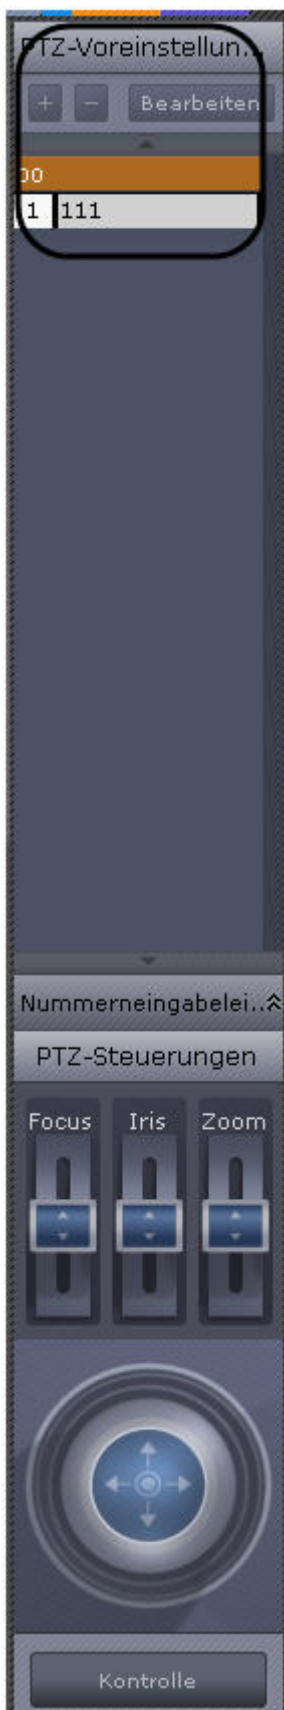 PTZ-Voreinstellun...
+ − Bearbeiten
00
1 111
Nummerneingabelei..
PTZ-Steuerungen
Focus Iris Zoom
Kontrolle